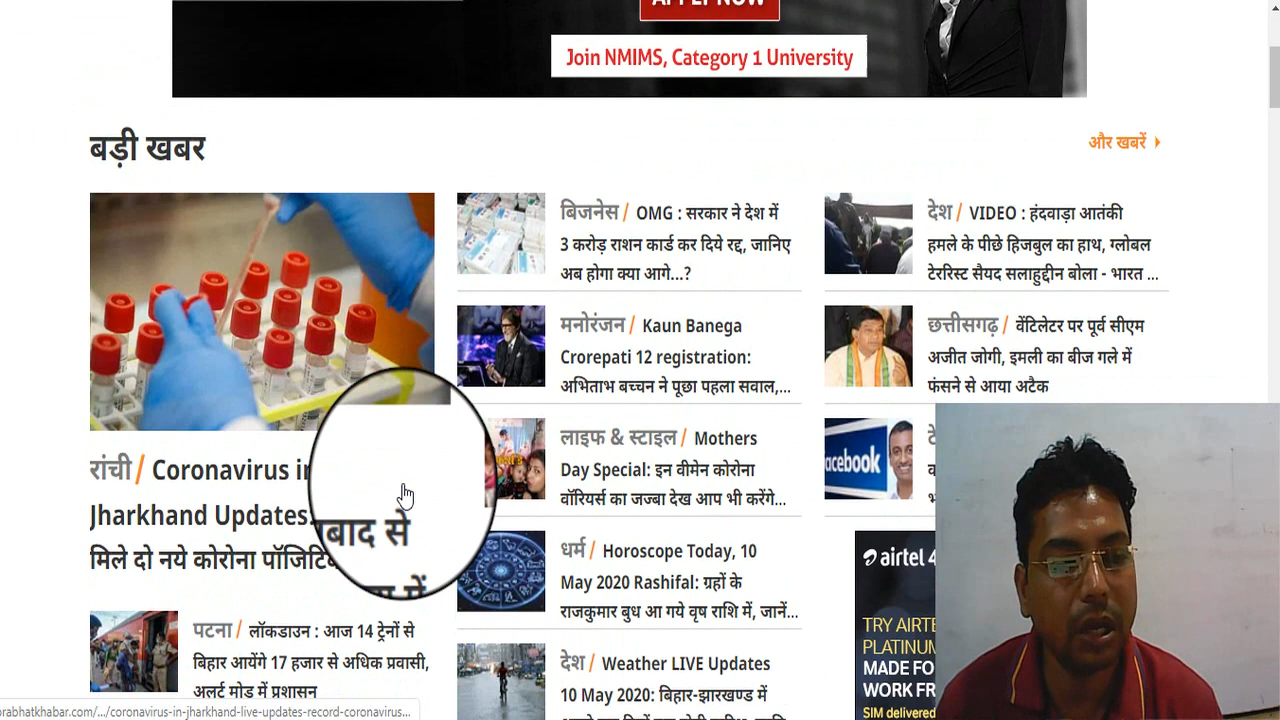 Join NMIMS, Category 1 University
बड़ी खबर
और खबरें
रांची / Coronavirus in
Jharkhand Updates:
बाद से
मिले दो नये कोरोना
में
पटना / लॉकडाउन : आज 14 ट्रेनों से
बिहार आयेंगे 17 हजार से अधिक प्रवासी,
अलर्ट मोड में प्रशासन
बिजनेस / OMG : सरकार ने देश में
3 करोड़ राशन कार्ड कर दिये रद्द, जानिए
अब होगा क्या आगे...?
मनोरंजन / Kaun Banega
Crorepati 12 registration:
अभिताभ बच्चन ने पूछा पहला सवाल,...
लाइफ & स्टाइल / Mothers
Day Special: इन वीमेन कोरोना
वॉरियर्स का जज्बा देख आप भी करेंगे...
धर्म / Horoscope Today, 10
May 2020 Rashifal: ग्रहों के
राजकुमार बुध आ गये वृष राशि में, जानें...
देश / Weather LIVE Updates
10 May 2020: बिहार-झारखण्ड में
देश / VIDEO : हंदवाड़ा आतंकी
हमले के पीछे हिजबुल का हाथ, ग्लोबल
टेररिस्ट सैयद सलाहुद्दीन बोला - भारत ...
छत्तीसगढ़ / वेंटिलेटर पर पूर्व सीएम
अजीत जोगी, इमली का बीज गले में
फंसने से आया अटैक
acebook
airtel 4
TRY AIRTE
PLATINUM
MADE FO
WORK FR
SIM delivered
orabhatkhabar.com/.../coronavirus-in-jharkhand-live-updates-record-coronavirus...